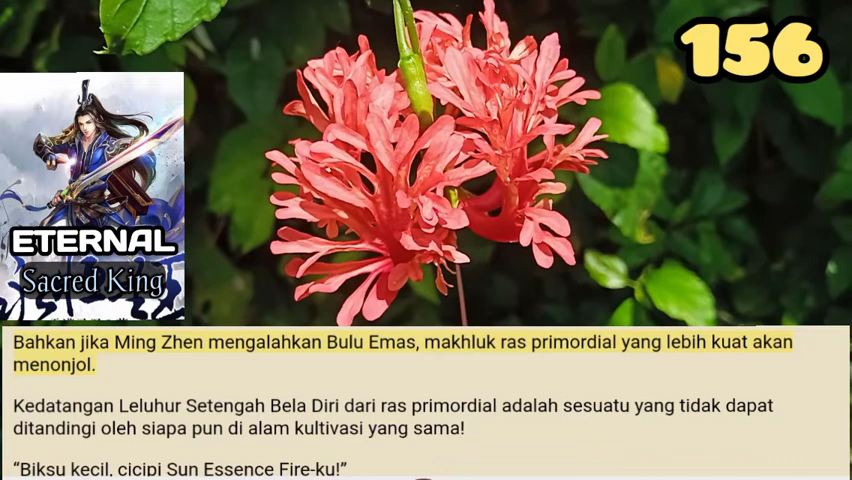 156
ETERNAL
Sacred King
Bahkan jika Ming Zhen mengalahkan Bulu Emas, makhluk ras primordial yang lebih kuat akan
menonjol.
Kedatangan Leluhur Setengah Bela Diri dari ras primordial adalah sesuatu yang tidak dapat
ditandingi oleh siapa pun di alam kultivasi yang sama!
“Biksu kecil, cicipi Sun Essence Fire-ku!”